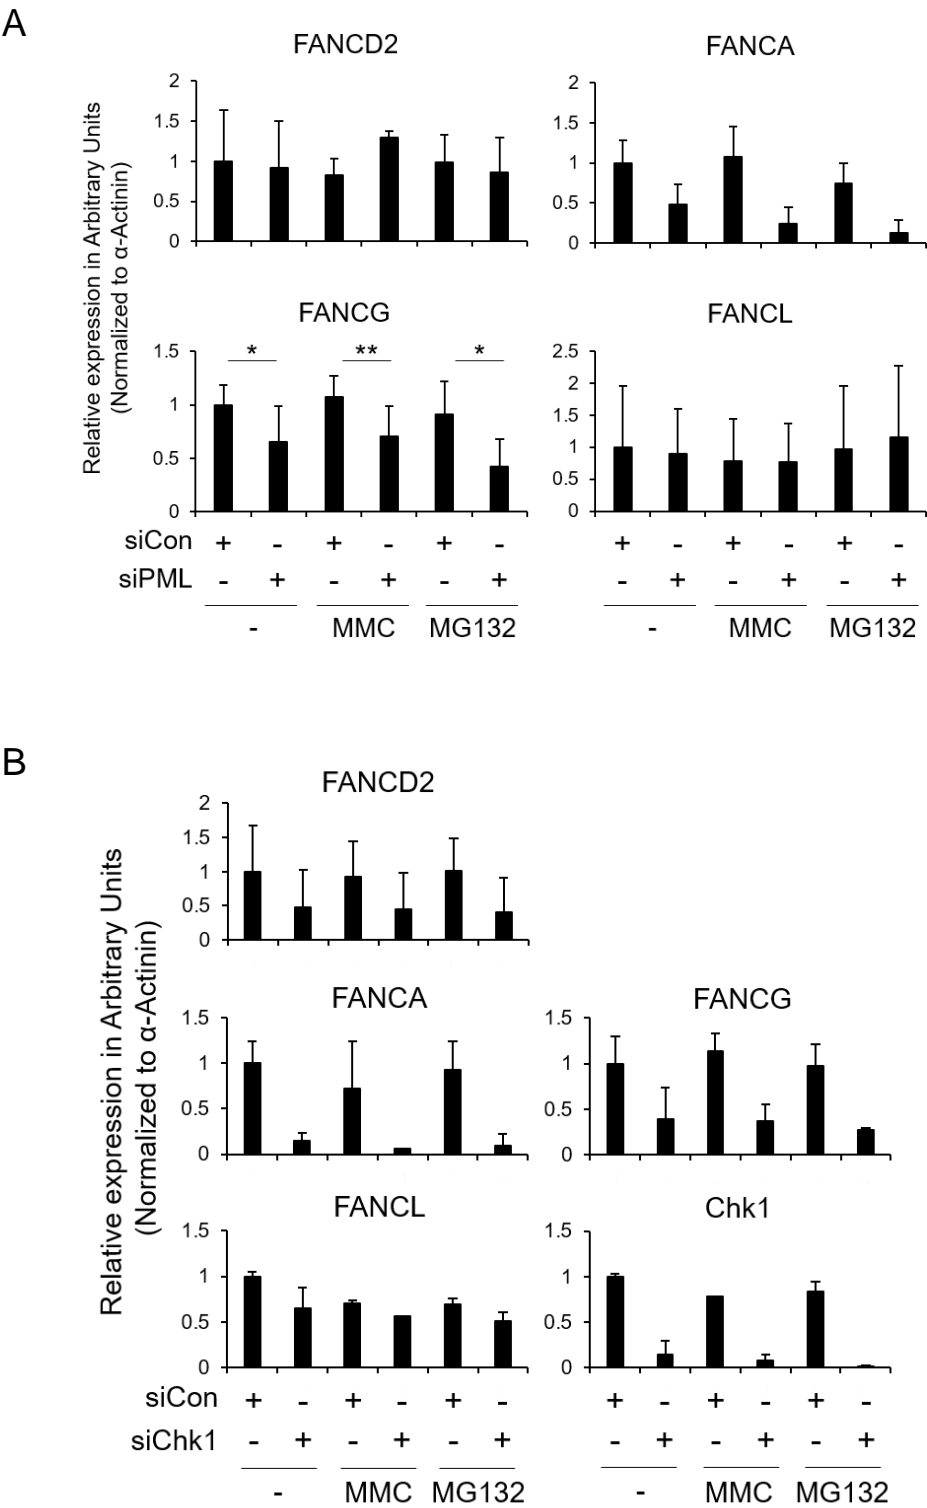 A
FANCD2
FANCA
Relative expression in Arbitrary Units
(Normalized to α-Actinin)
2
1.5
1
0.5
0
2
1.5
1
0.5
0
FANCG
FANCL
1.5
1
0.5
0
* ** *
2.5
2
1.5
1
0.5
0
siCon + - + - + - + - + - + -
siPML - + - + - + - + - + - +
- MMC MG132 - MMC MG132
B
FANCD2
Relative expression in Arbitrary Units
(Normalized to α-Actinin)
2
1.5
1
0.5
0
FANCA
FANCG
1.5
1
0.5
0
1.5
1
0.5
0
FANCL
Chk1
1.5
1
0.5
0
1.5
1
0.5
0
siCon + - + - + - + - + - + -
siChk1 - + - + - + - + - + - +
- MMC MG132 - MMC MG132